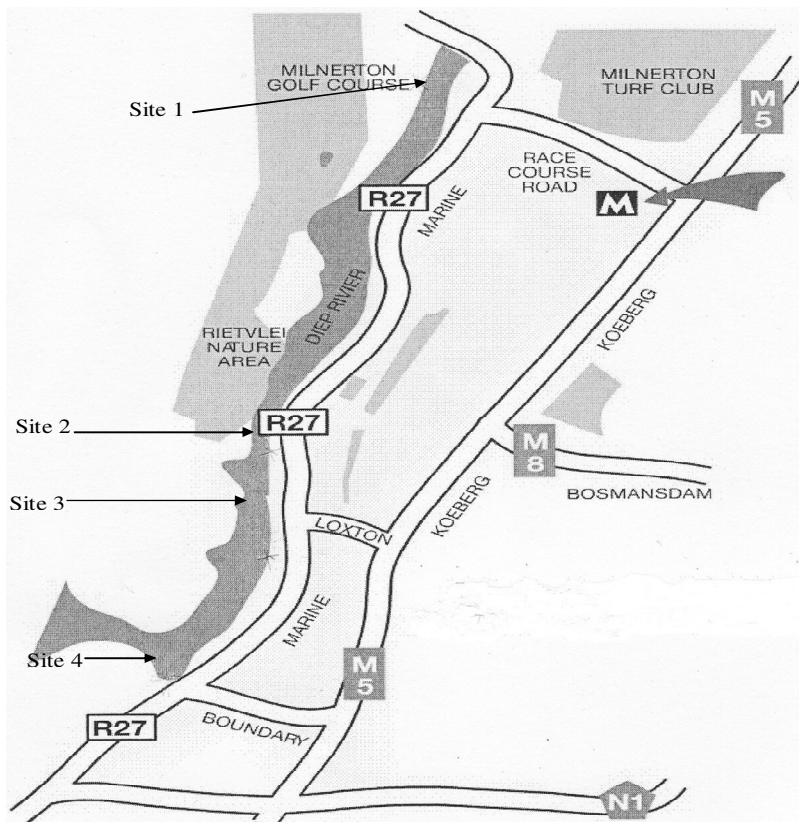 MILNERTON
GOLF COURSE
MILNERTON
TURF CLUB
M
5
Site 1
RACE
COURSE
ROAD
M
R27
MARINE
DIEP RIVIER
KOEBERG
RIETVLEI
NATURE
AREA
Site 2
R27
M
8
BOSMANSDAM
Site 3
KOEBERG
LOXTON
MARINE
Site 4
M
5
R27
BOUNDARY
N1